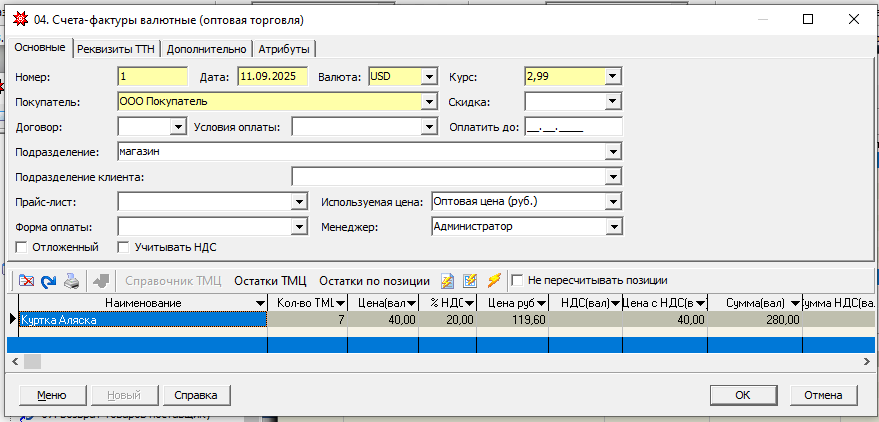 04. Счета-фактуры валютные (оптовая торговля)
Основные Реквизиты ТТН Дополнительно Атрибуты
Номер: 1 Дата: 11.09.2025 Валюта: USD Курс: 2,99
Покупатель: ООО Покупатель Скидка:
Договор: Условия оплаты: Оплатить до: __.__.____
Подразделение: магазин
Подразделение клиента:
Прайс-лист: Используемая цена: Оптовая цена (руб.)
Форма оплаты: Менеджер: Администратор
Отложенный Учитывать НДС
Справочник ТМЦ Остатки ТМЦ Остатки по позиции Не пересчитывать позиции
Наименование Кол-во ТМЦ Цена(вал % НДС Цена руб НДС(вал) Цена с НДС(в Сумма(вал) умма НДС(ва.
Куртка Аляска 7 40,00 20,00 119,60 40,00 280,00
Меню Новый Справка ОК Отмена